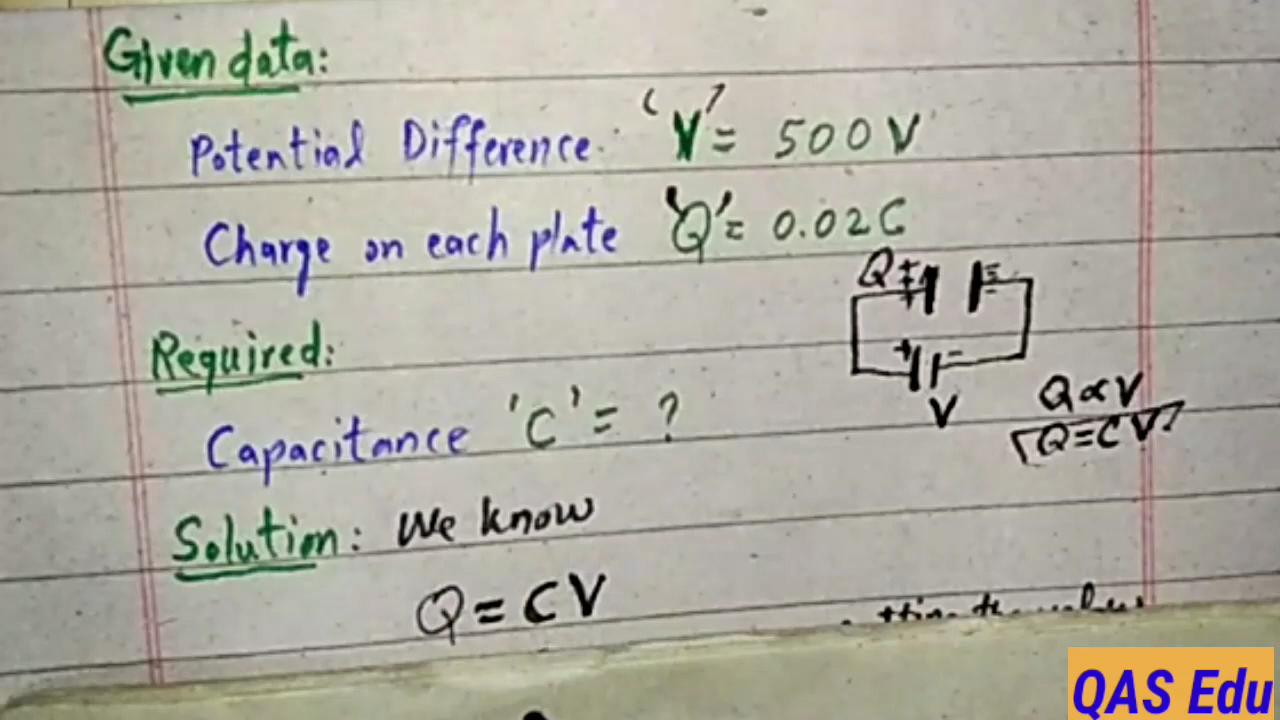 Given data:
Potential Difference 'V' = 500 V
Charge on each plate 'Q' = 0.02 C
Required:
Q + + + - - -
+ -
V
Q ∝ V
Q = CV
Capacitance 'C' = ?
Solution: We know
Q = CV
QAS Edu